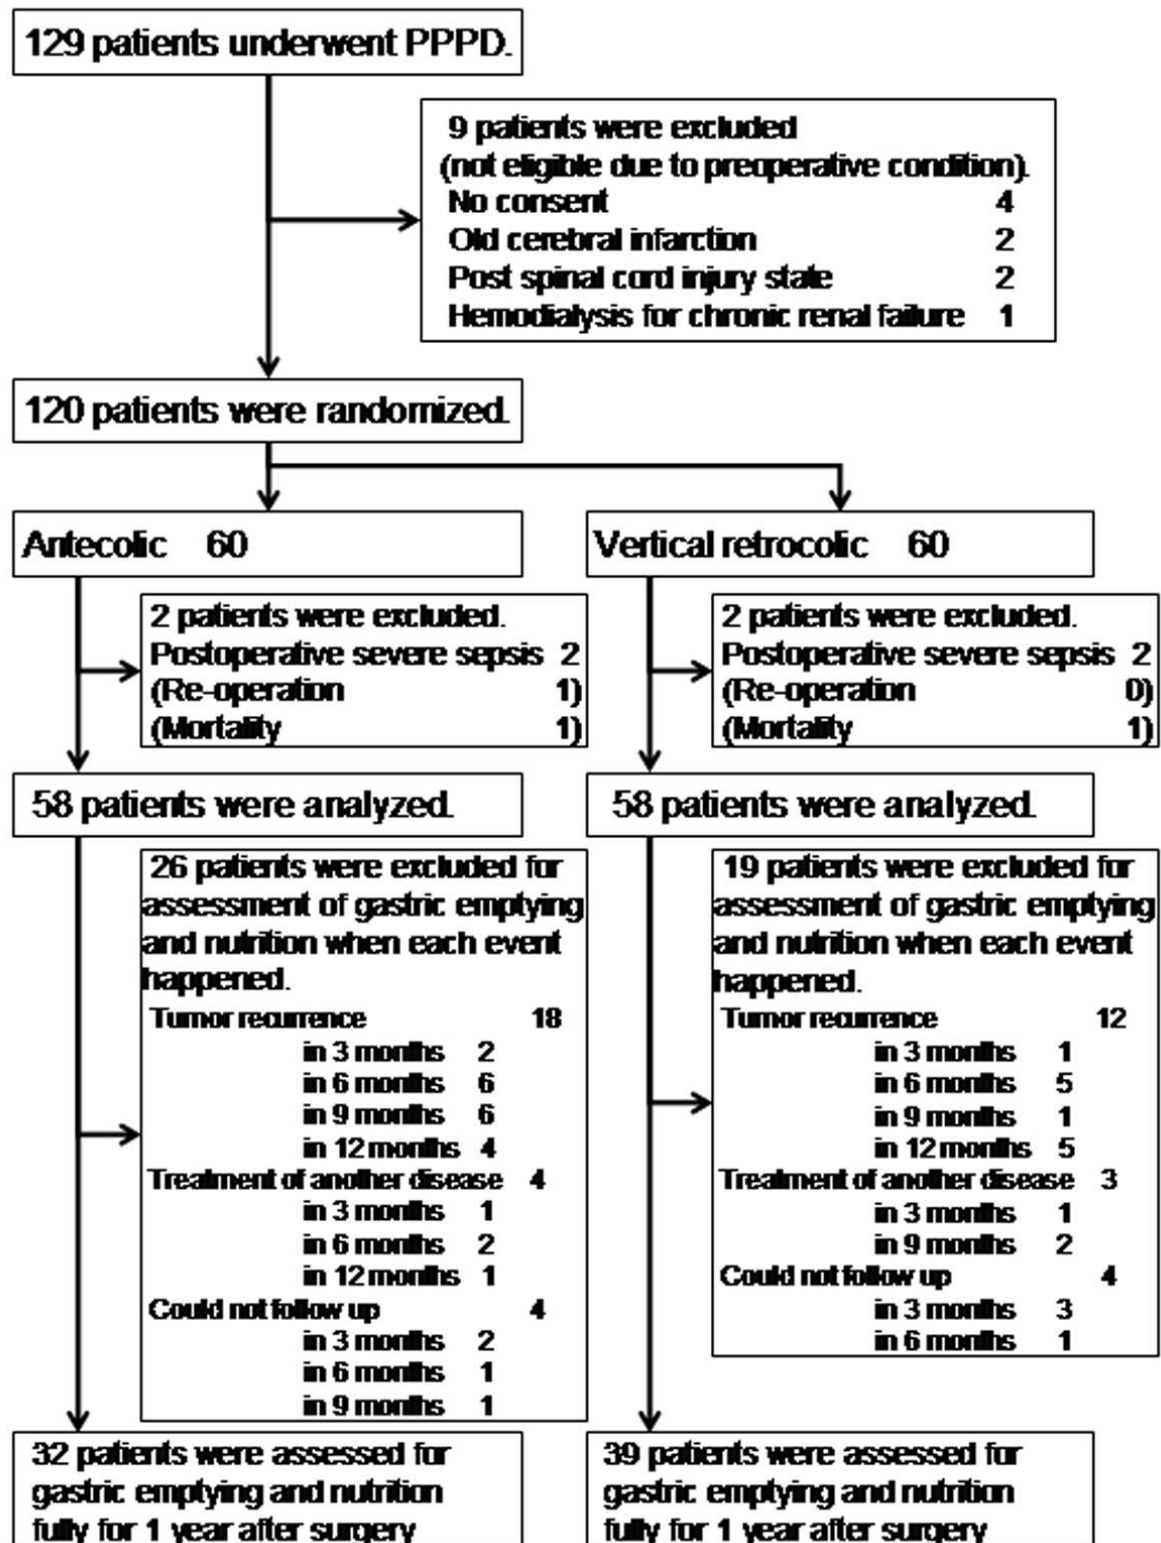 129 patients underwent PPPD.
9 patients were excluded
(not eligible due to preoperative condition).
No consent 4
Old cerebral infarction 2
Post spinal cord injury state 2
Hemodialysis for chronic renal failure 1
120 patients were randomized.
Antecolic 60
Vertical retrocolic 60
2 patients were excluded.
Postoperative severe sepsis 2
(Re-operation 1)
(Mortality 1)
2 patients were excluded.
Postoperative severe sepsis 2
(Re-operation 0)
(Mortality 1)
58 patients were analyzed.
58 patients were analyzed.
26 patients were excluded for
assessment of gastric emptying
and nutrition when each event
happened.
Tumor recurrence 18
in 3 months 2
in 6 months 6
in 9 months 6
in 12 months 4
Treatment of another disease 4
in 3 months 1
in 6 months 2
in 12 months 1
Could not follow up 4
in 3 months 2
in 6 months 1
in 9 months 1
19 patients were excluded for
assessment of gastric emptying
and nutrition when each event
happened.
Tumor recurrence 12
in 3 months 1
in 6 months 5
in 9 months 1
in 12 months 5
Treatment of another disease 3
in 3 months 1
in 9 months 2
Could not follow up 4
in 3 months 3
in 6 months 1
32 patients were assessed for
gastric emptying and nutrition
fully for 1 year after surgery
39 patients were assessed for
gastric emptying and nutrition
fully for 1 year after surgery